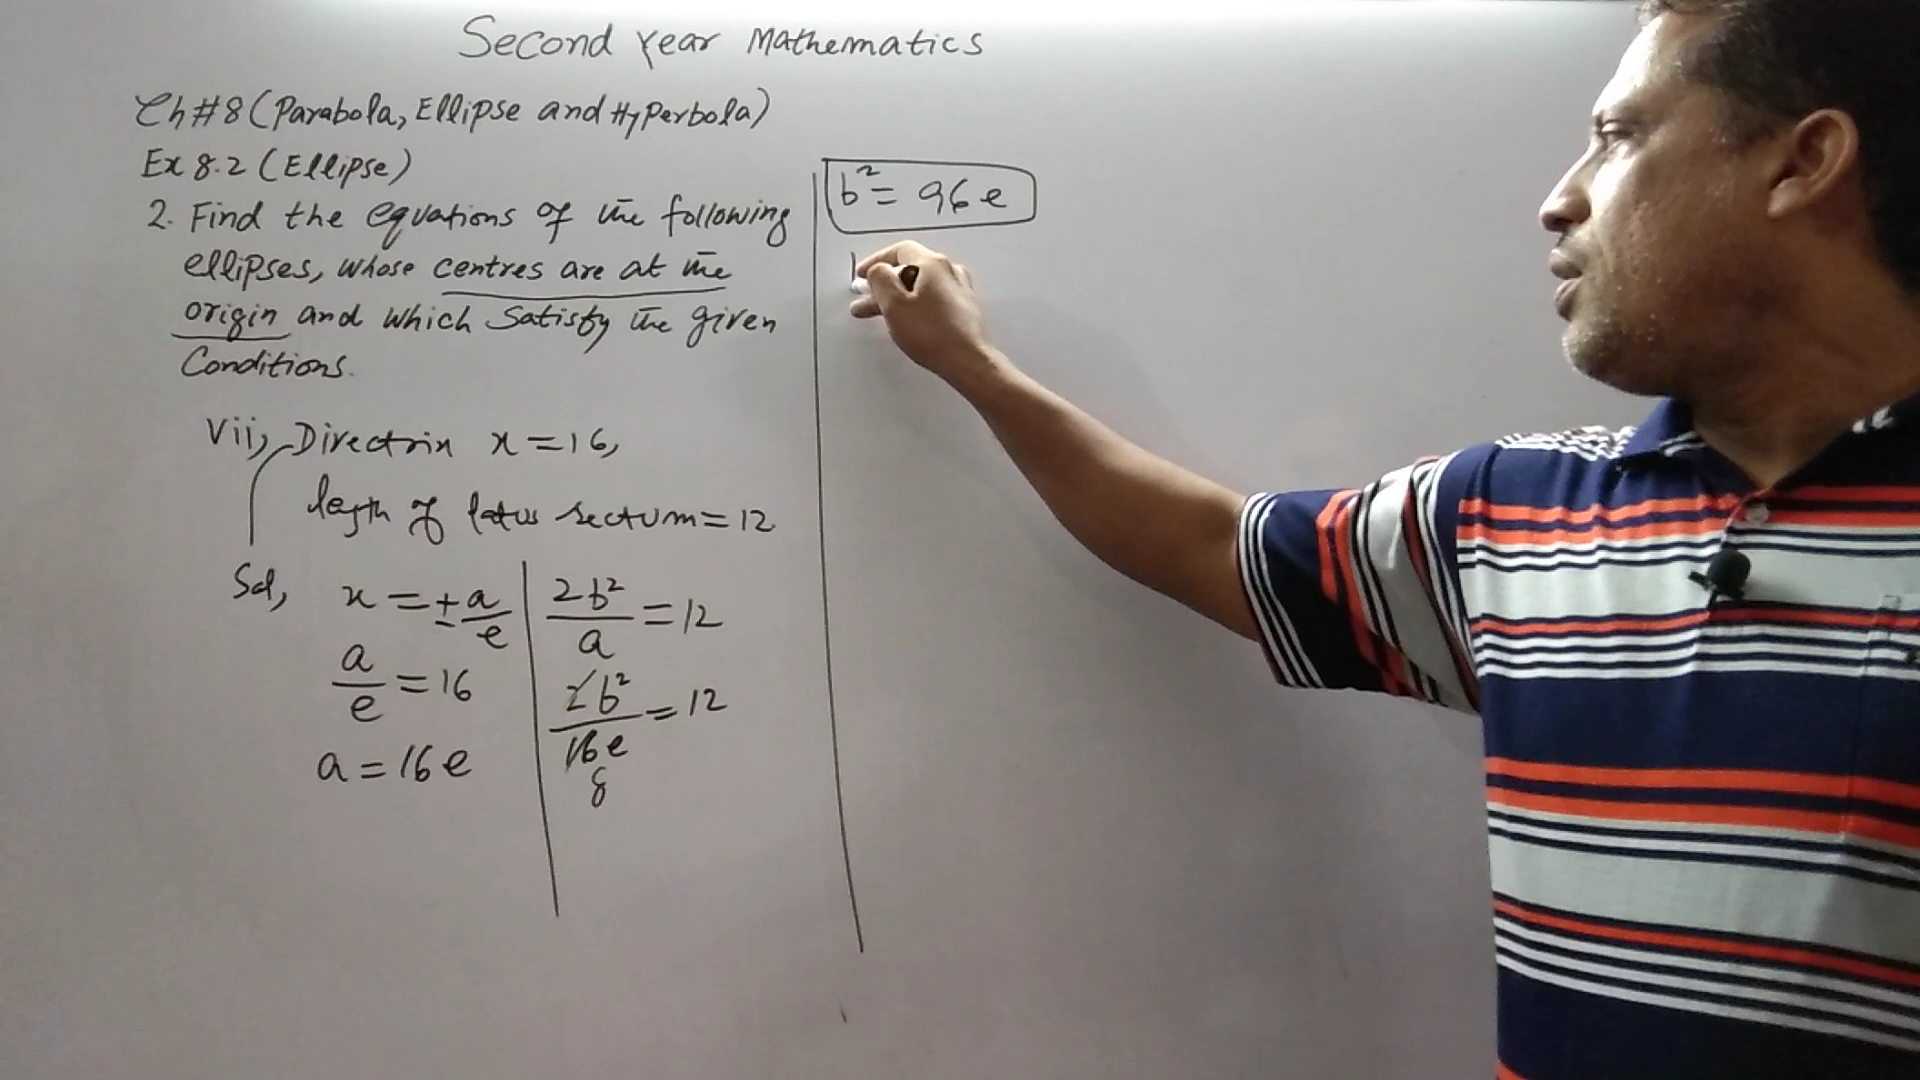 Second Year Mathematics
Ch#8 (Parabola, Ellipse and HyPerbola)
Ex 8.2 (Ellipse)
2. Find the equations of the following
ellipses, whose centres are at the
origin and which Satisfy the given
Conditions.
Vii, Directrix x = 16,
length of latus rectum = 12
Sol, x = ± a/e
a/e = 16
a = 16e
2b²/a = 12
2b²/16e = 12
8
b² = 96e